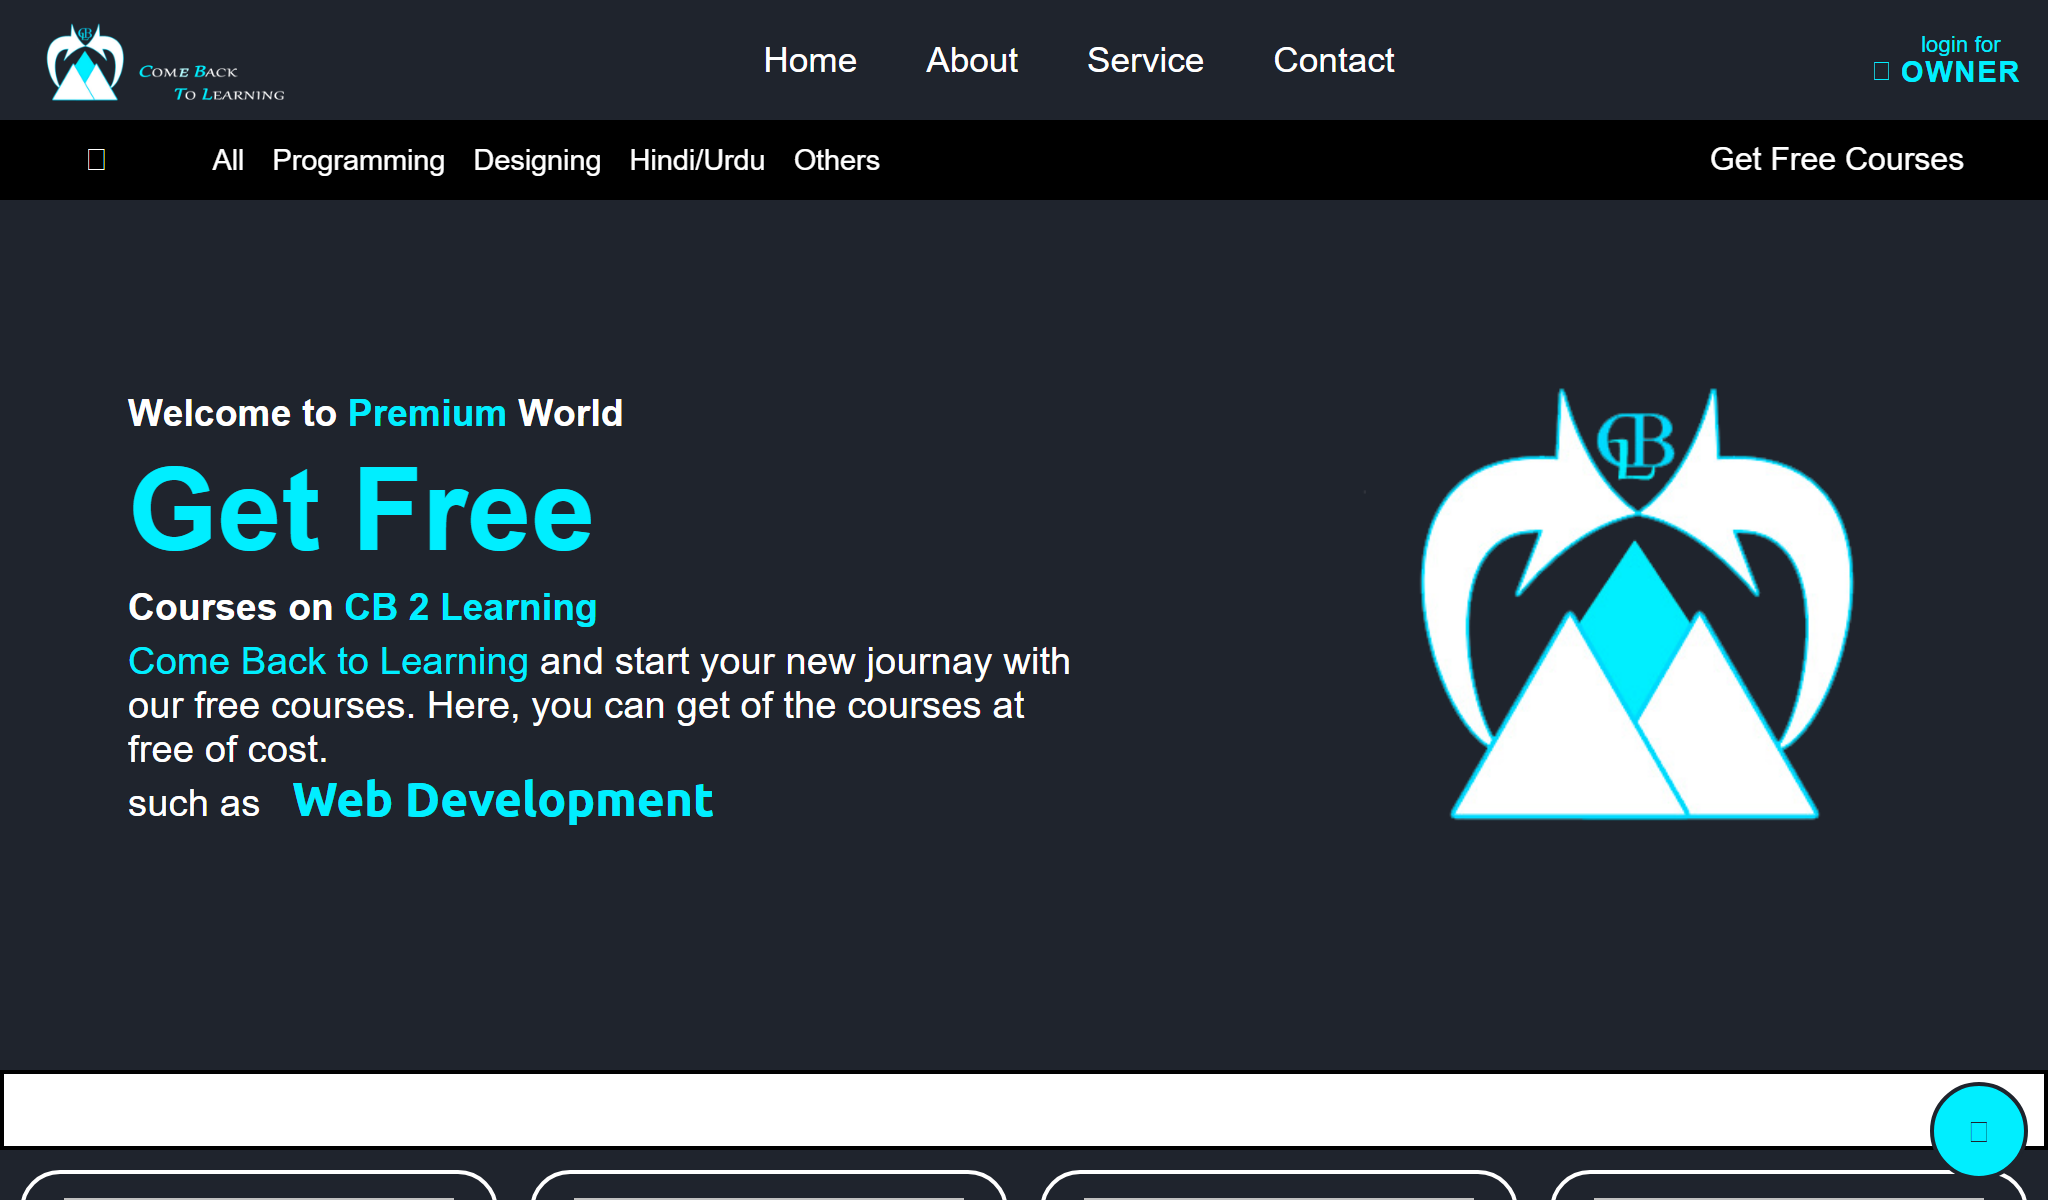 Come Back
To Learning
Home About Service Contact
login for
OWNER
All Programming Designing Hindi/Urdu Others
Get Free Courses
Welcome to Premium World
Get Free
Courses on CB 2 Learning
Come Back to Learning and start your new journay with
our free courses. Here, you can get of the courses at
free of cost.
such as Web Development
CBL